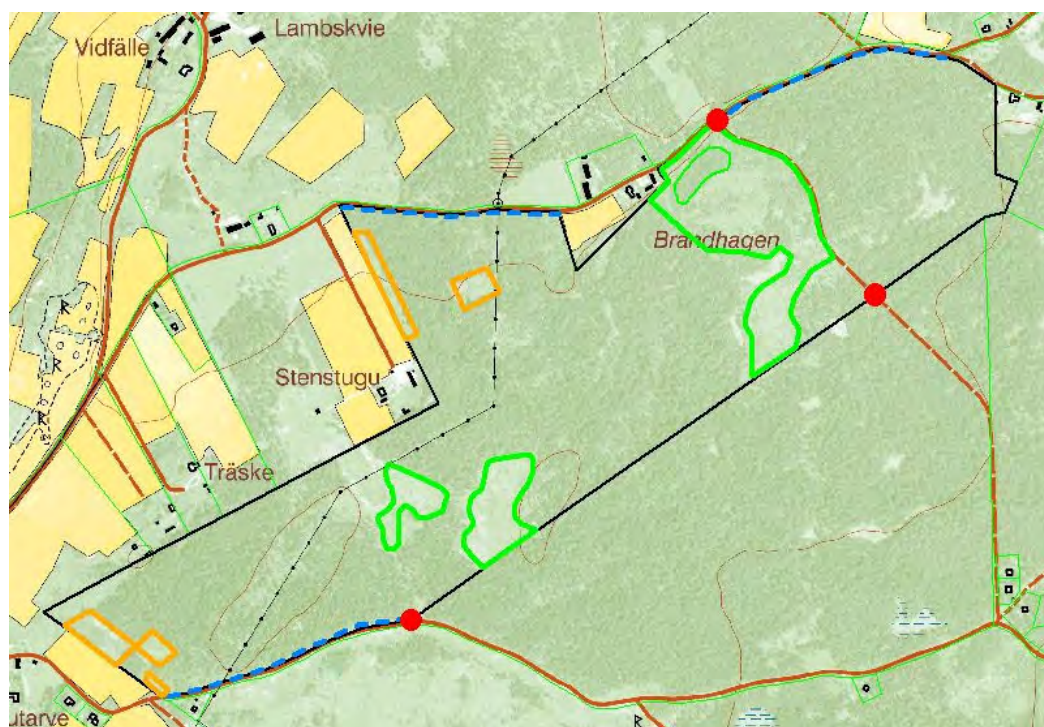 Lambskvie
Vidfälle
Brandhagen
Stenstugu
Träske
utarve
R
R
R
R